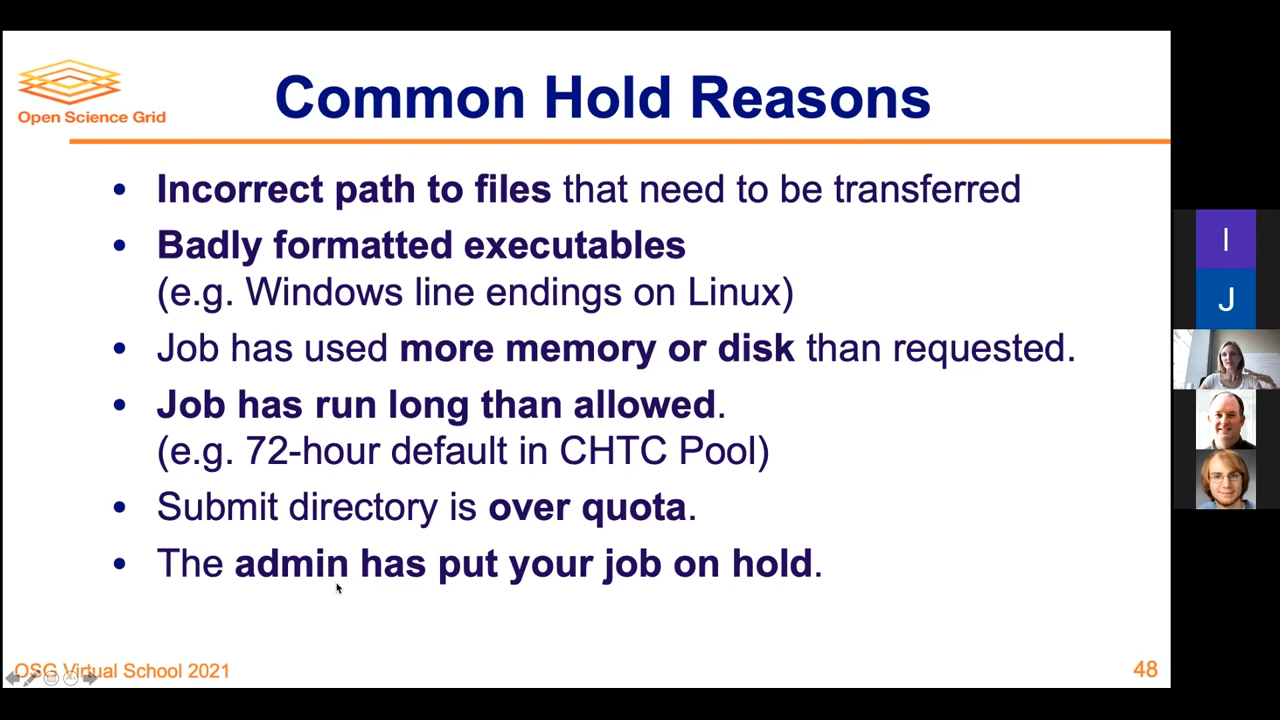 Open Science Grid
Common Hold Reasons
• Incorrect path to files that need to be transferred
• Badly formatted executables
(e.g. Windows line endings on Linux)
• Job has used more memory or disk than requested.
• Job has run long than allowed.
(e.g. 72-hour default in CHTC Pool)
• Submit directory is over quota.
• The admin has put your job on hold.
OSG Virtual School 2021
48
I
J